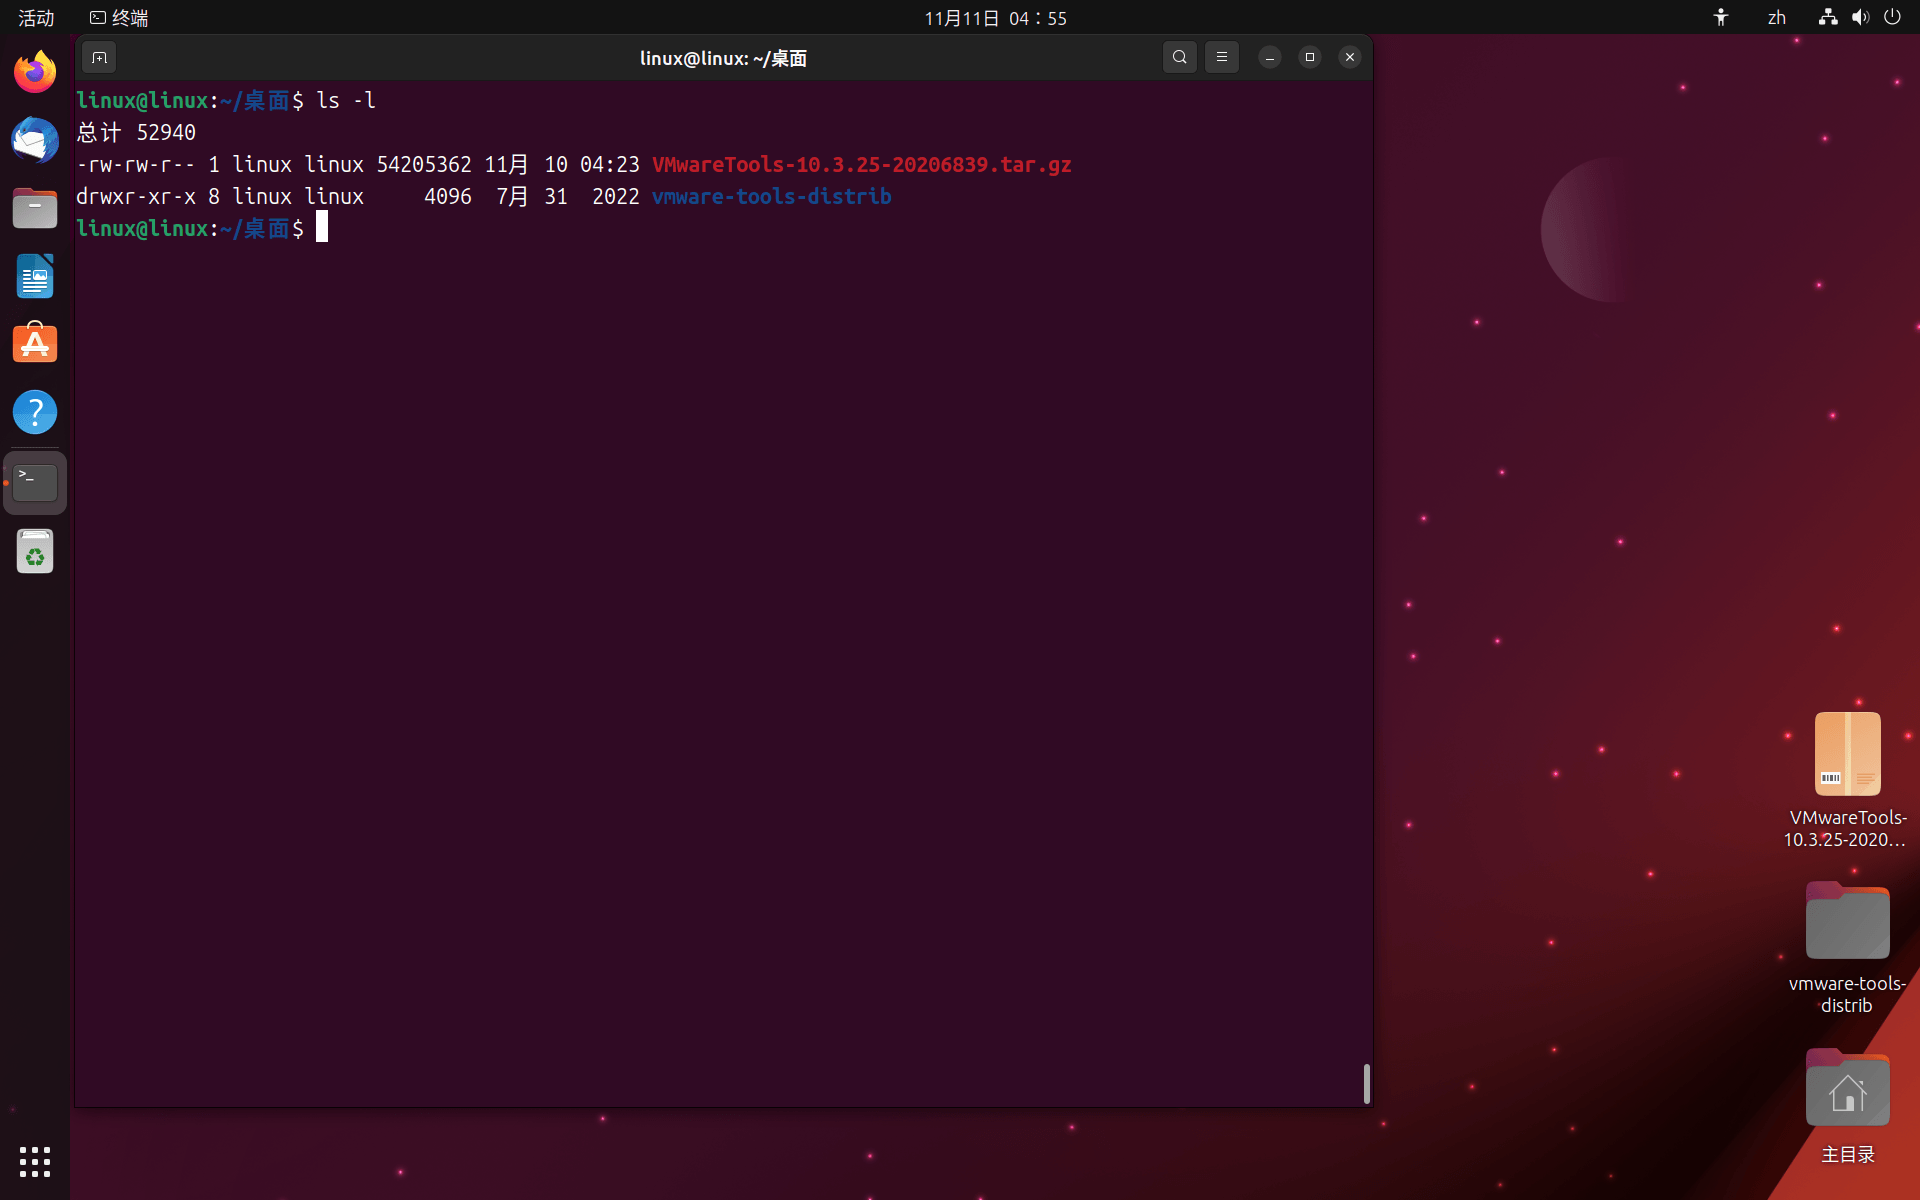 活动 终端 11月11日 04：55 zh
linux@linux: ~/桌面
linux@linux:~/桌面$ ls -l
总计 52940
-rw-rw-r-- 1 linux linux 54205362 11月 10 04:23 VMwareTools-10.3.25-20206839.tar.gz
drwxr-xr-x 8 linux linux     4096  7月 31  2022 vmware-tools-distrib
linux@linux:~/桌面$
VMwareTools-
10.3.25-2020...
vmware-tools-
distrib
主目录